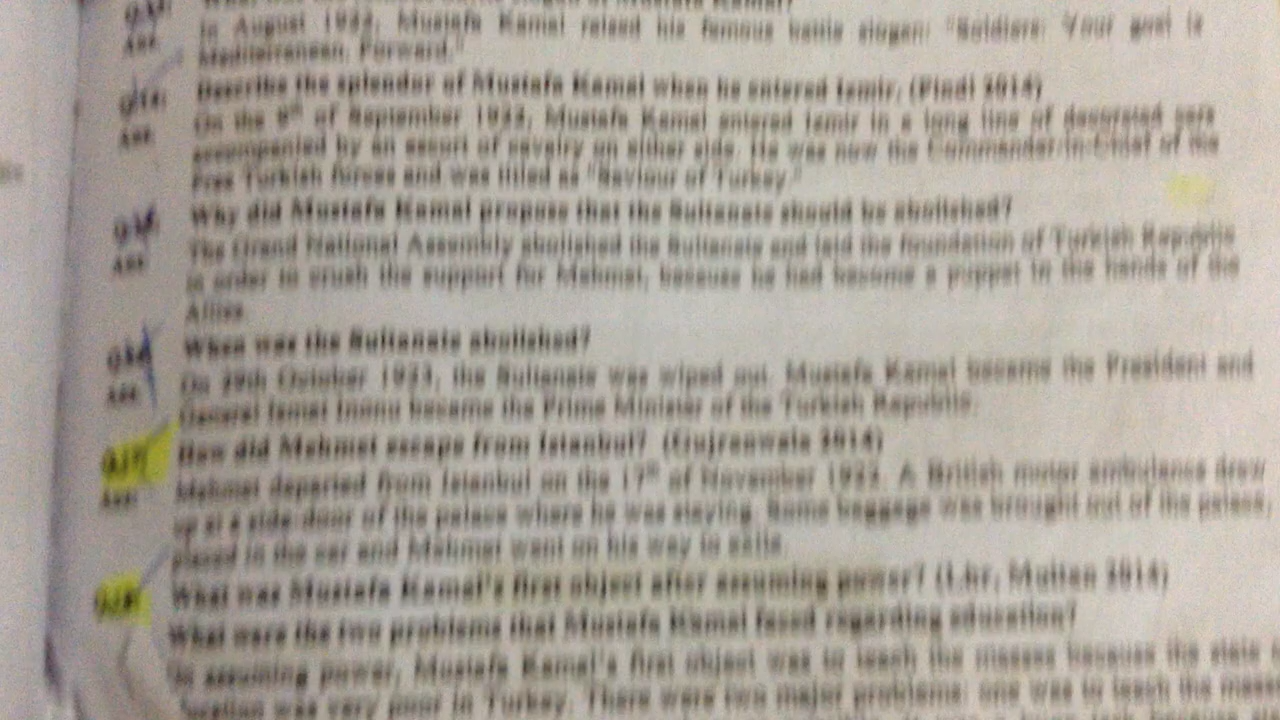 In August 1922, Mustafa Kemal raised his famous battle slogan: "Soldiers: Your goal is
Mediterranean. Forward."
Describe the splendor of Mustafa Kemal when he entered Izmir. (Pindi 2014)
Ans
On the 9th of September 1922, Mustafa Kemal entered Izmir in a long line of decorated cars
accompanied by an escort of cavalry on either side. He was now the Commander-in-Chief of the
Free Turkish forces and was titled as "Saviour of Turkey."
Why did Mustafa Kemal propose that the Sultanate should be abolished?
Ans
The Grand National Assembly abolished the Sultanate and laid the foundation of Turkish Republic
in order to crush the support for Mehmet, because he had become a puppet in the hands of the
Allies.
When was the Sultanate abolished?
Ans
On 29th October 1923, the Sultanate was wiped out. Mustafa Kemal became the President and
General Ismet Inonu became the Prime Minister of the Turkish Republic.
Q.17 How did Mehmet escape from Istanbul? (Gujranwala 2014)
Ans
Mehmet departed from Istanbul on the 17th of November 1922. A British motor ambulance drew
up at a side-door of the palace where he was staying. Some baggage was brought out of the palace,
placed in the car and Mehmet went on his way to exile.
What was Mustafa Kemal's first object after assuming power? (Lhr, Multan 2014)
What were the two problems that Mustafa Kemal faced regarding education?
assuming power, Mustafa Kemal's first object was to teach the masses because the state
was very poor in Turkey. There were two major problems: one was to teach the